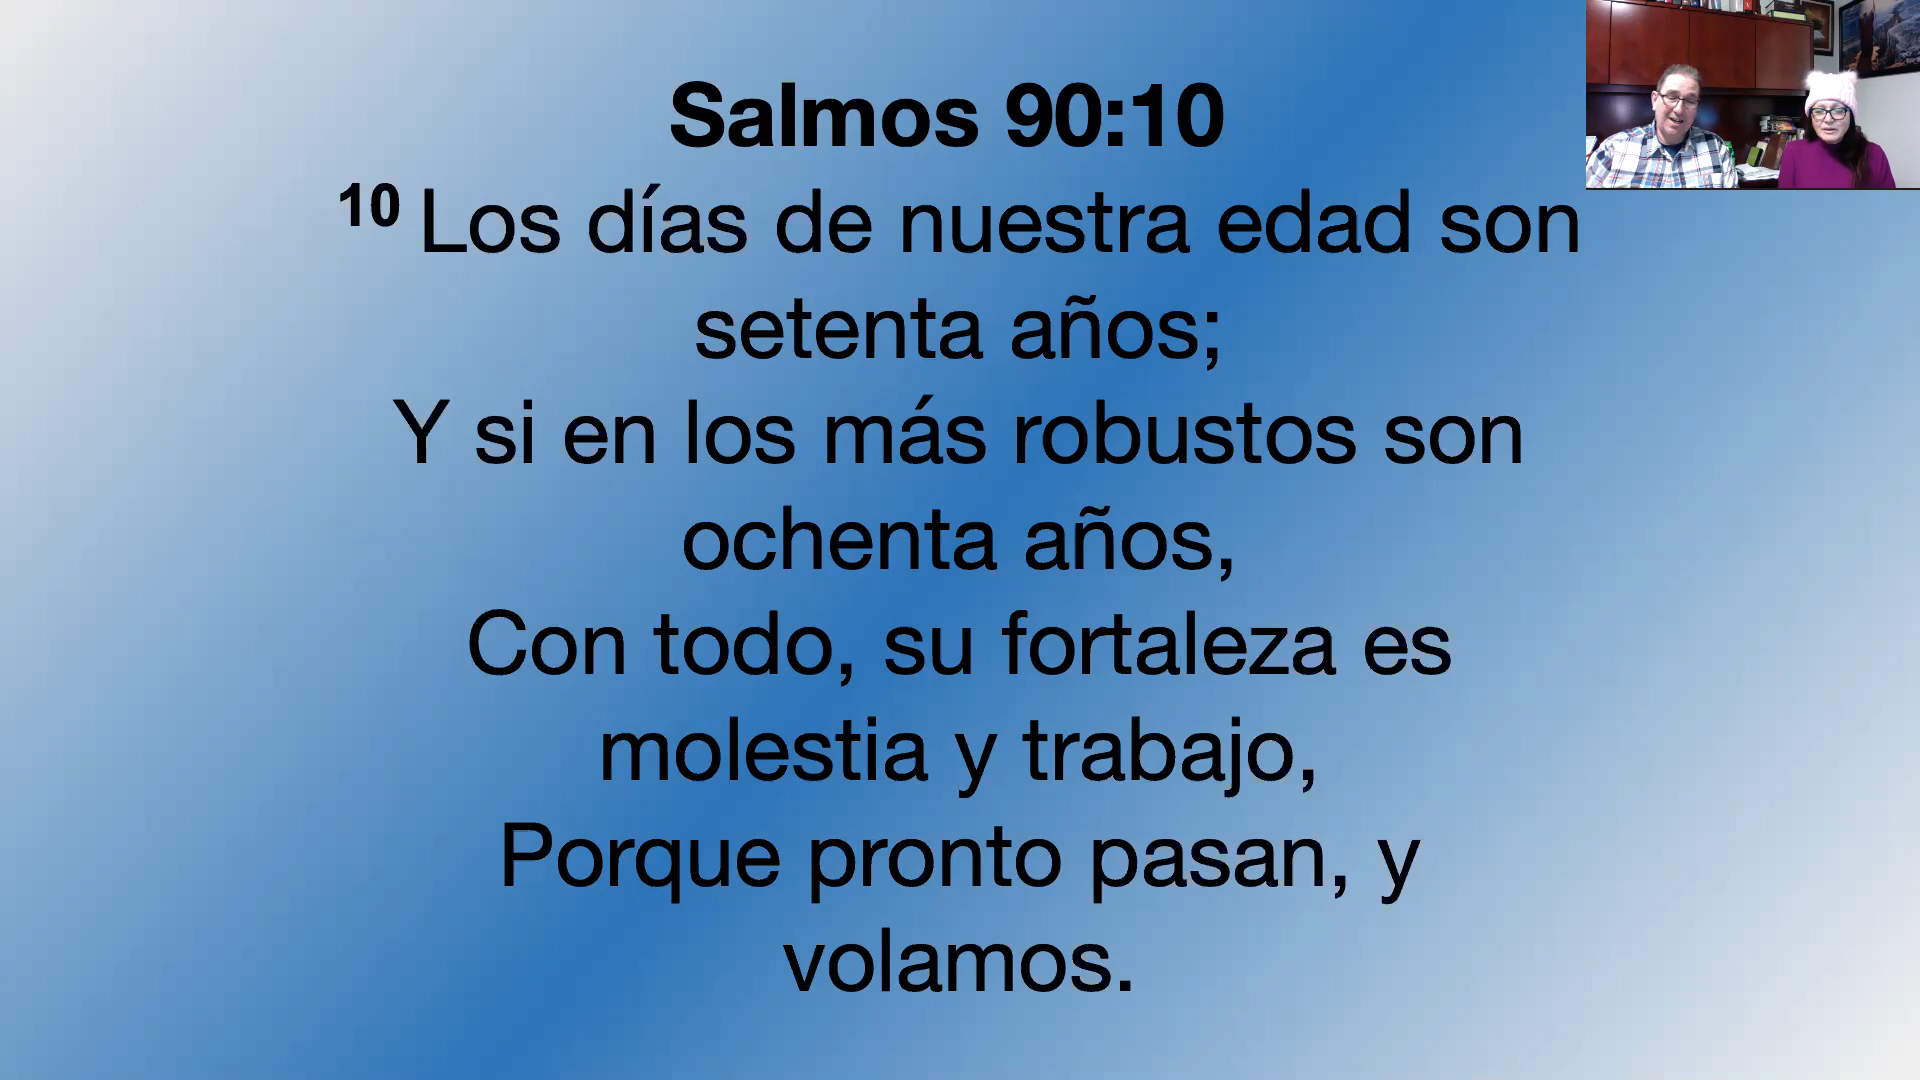 Salmos 90:10
10 Los días de nuestra edad son
setenta años;
Y si en los más robustos son
ochenta años,
Con todo, su fortaleza es
molestia y trabajo,
Porque pronto pasan, y
volamos.